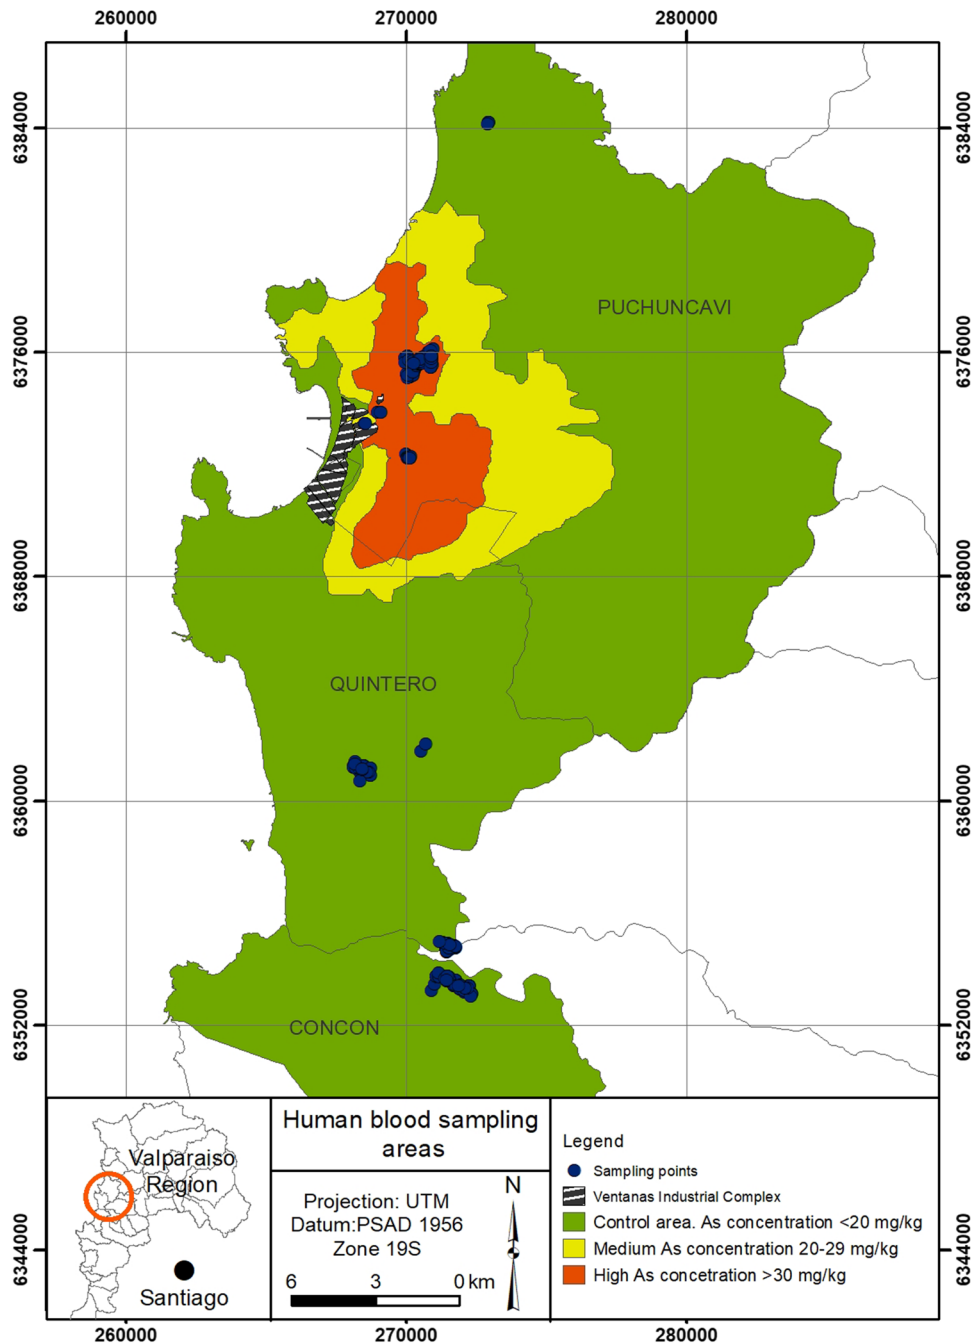 260000
270000
280000
6384000
6384000
PUCHUNCAVI
6376000
6376000
6368000
6368000
QUINTERO
6360000
6360000
6352000
6352000
CONCON
Valparaiso
Region
Santiago
Human blood sampling
areas
Projection: UTM
Datum:PSAD 1956
Zone 19S
N
6 3 0 km
Legend
Sampling points
Ventanas Industrial Complex
Control area. As concentration <20 mg/kg
Medium As concentration 20-29 mg/kg
High As concetration >30 mg/kg
6344000
6344000
260000
270000
280000